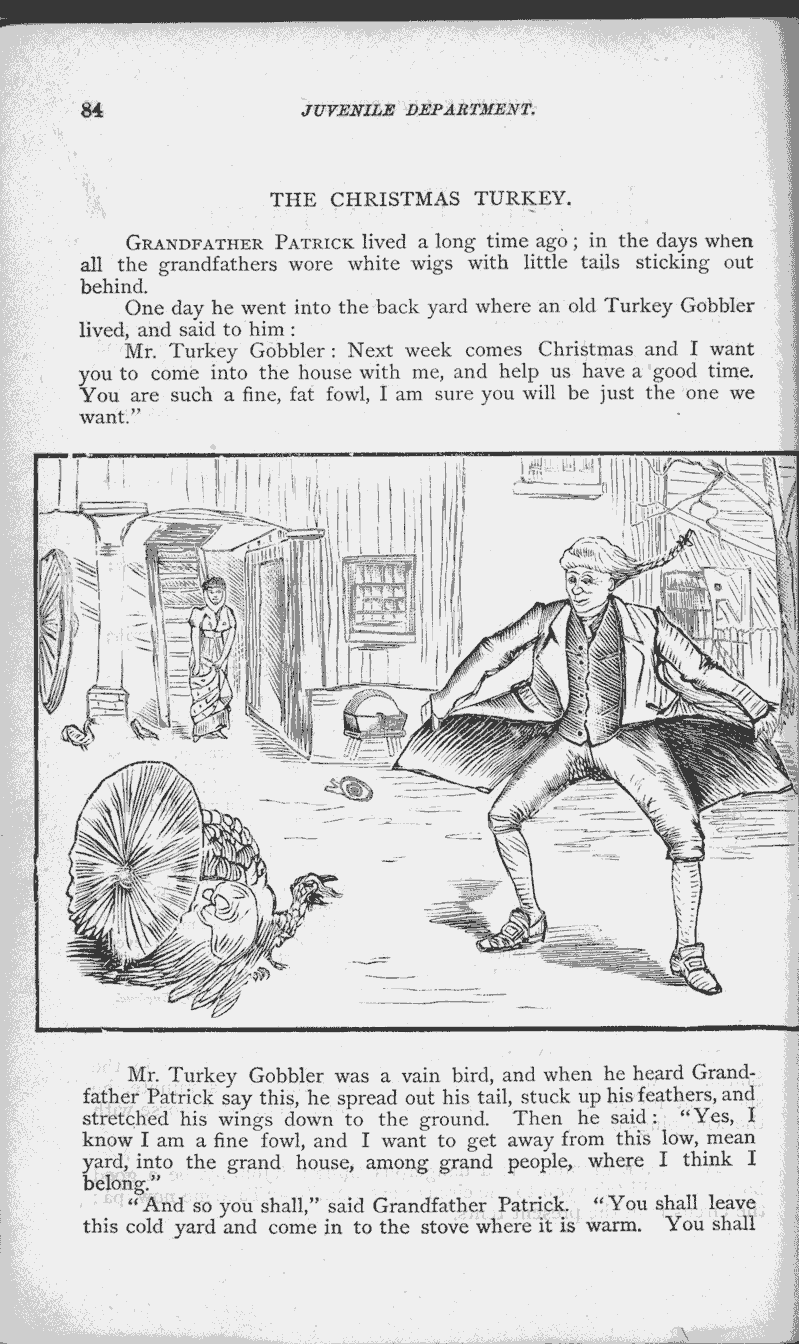 84 JUVENILE DEPARTMENT.
THE CHRISTMAS TURKEY.
GRANDFATHER PATRICK lived a long time ago; in the days when
all the grandfathers wore white wigs with little tails sticking out
behind.
One day he went into the back yard where an old Turkey Gobbler
lived, and said to him :
Mr. Turkey Gobbler : Next week comes Christmas and I want
you to come into the house with me, and help us have a good time.
You are such a fine, fat fowl, I am sure you will be just the one we
want.”
Mr. Turkey Gobbler was a vain bird, and when he heard Grand-
father Patrick say this, he spread out his tail, stuck up his feathers, and
stretched his wings down to the ground. Then he said : “Yes, I
know I am a fine fowl, and I want to get away from this low, mean
yard, into the grand house, among grand people, where I think I
belong.”
“And so you shall,” said Grandfather Patrick. “You shall leave
this cold yard and come in to the stove where it is warm. You shall